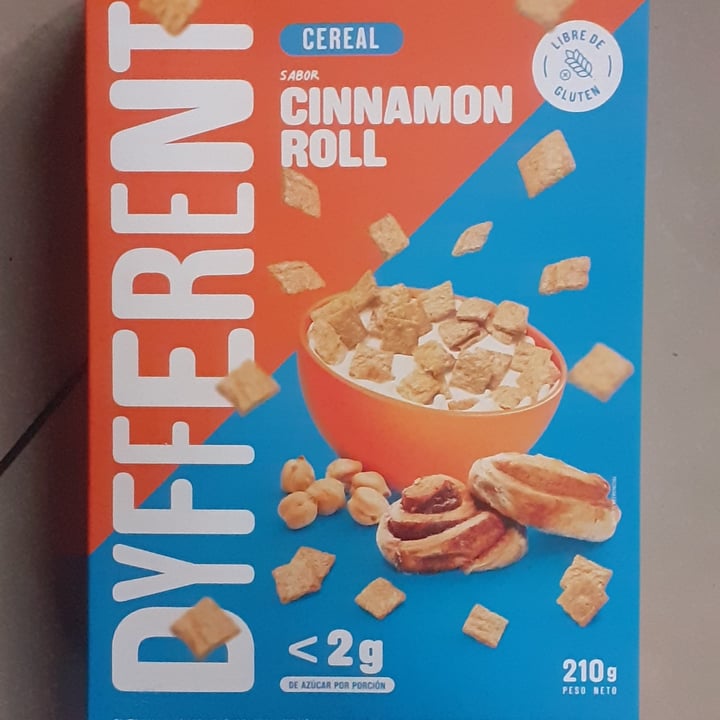 DYFFERENT
CEREAL
SABOR
CINNAMON
ROLL
LIBRE DE
GLUTEN
<2g
DE AZÚCAR POR PORCIÓN
210g
PESO NETO